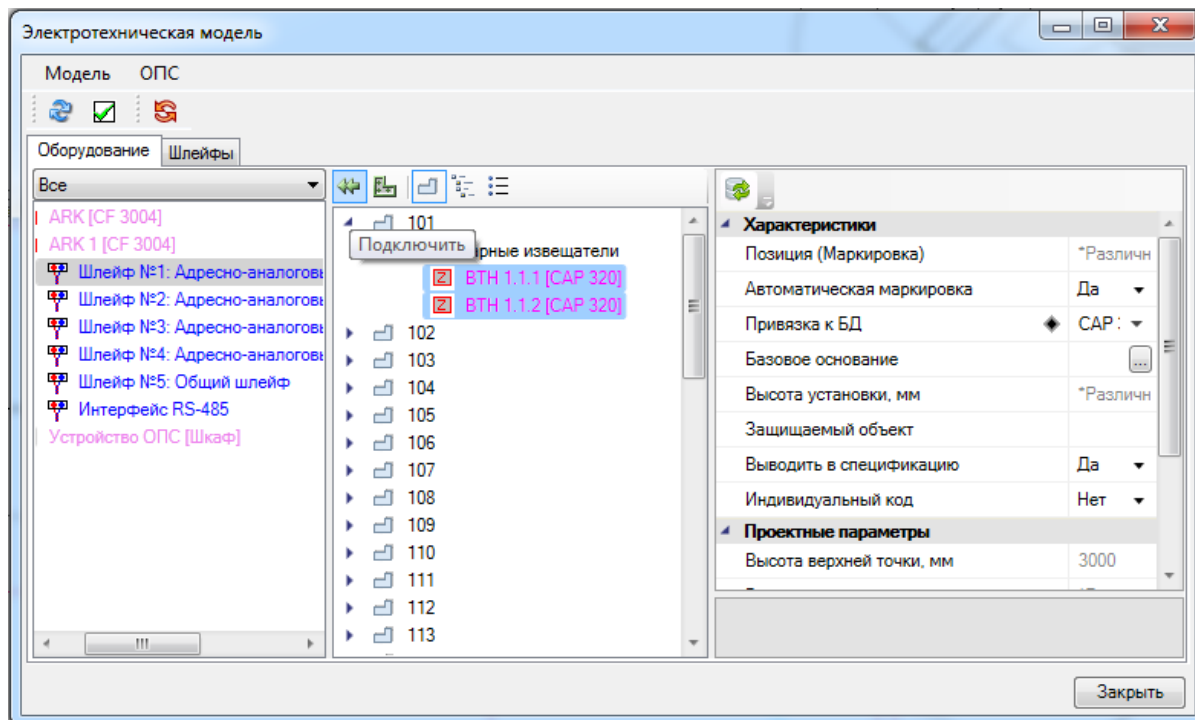 Электротехническая модель
Модель ОПС
Оборудование Шлейфы
Все
ARK [CF 3004]
ARK 1 [CF 3004]
Шлейф №1: Адресно-аналоговы
Шлейф №2: Адресно-аналоговы
Шлейф №3: Адресно-аналоговы
Шлейф №4: Адресно-аналоговы
Шлейф №5: Общий шлейф
Интерфейс RS-485
Устройство ОПС [Шкаф]
101
Подключить
рные извещатели
BTH 1.1.1 [CAP 320]
BTH 1.1.2 [CAP 320]
102
103
104
105
106
107
108
109
110
111
112
113
Характеристики
Позиция (Маркировка) *Различн
Автоматическая маркировка Да
Привязка к БД CAP :
Базовое основание ...
Высота установки, мм *Различн
Защищаемый объект
Выводить в спецификацию Да
Индивидуальный код Нет
Проектные параметры
Высота верхней точки, мм 3000
Закрыть